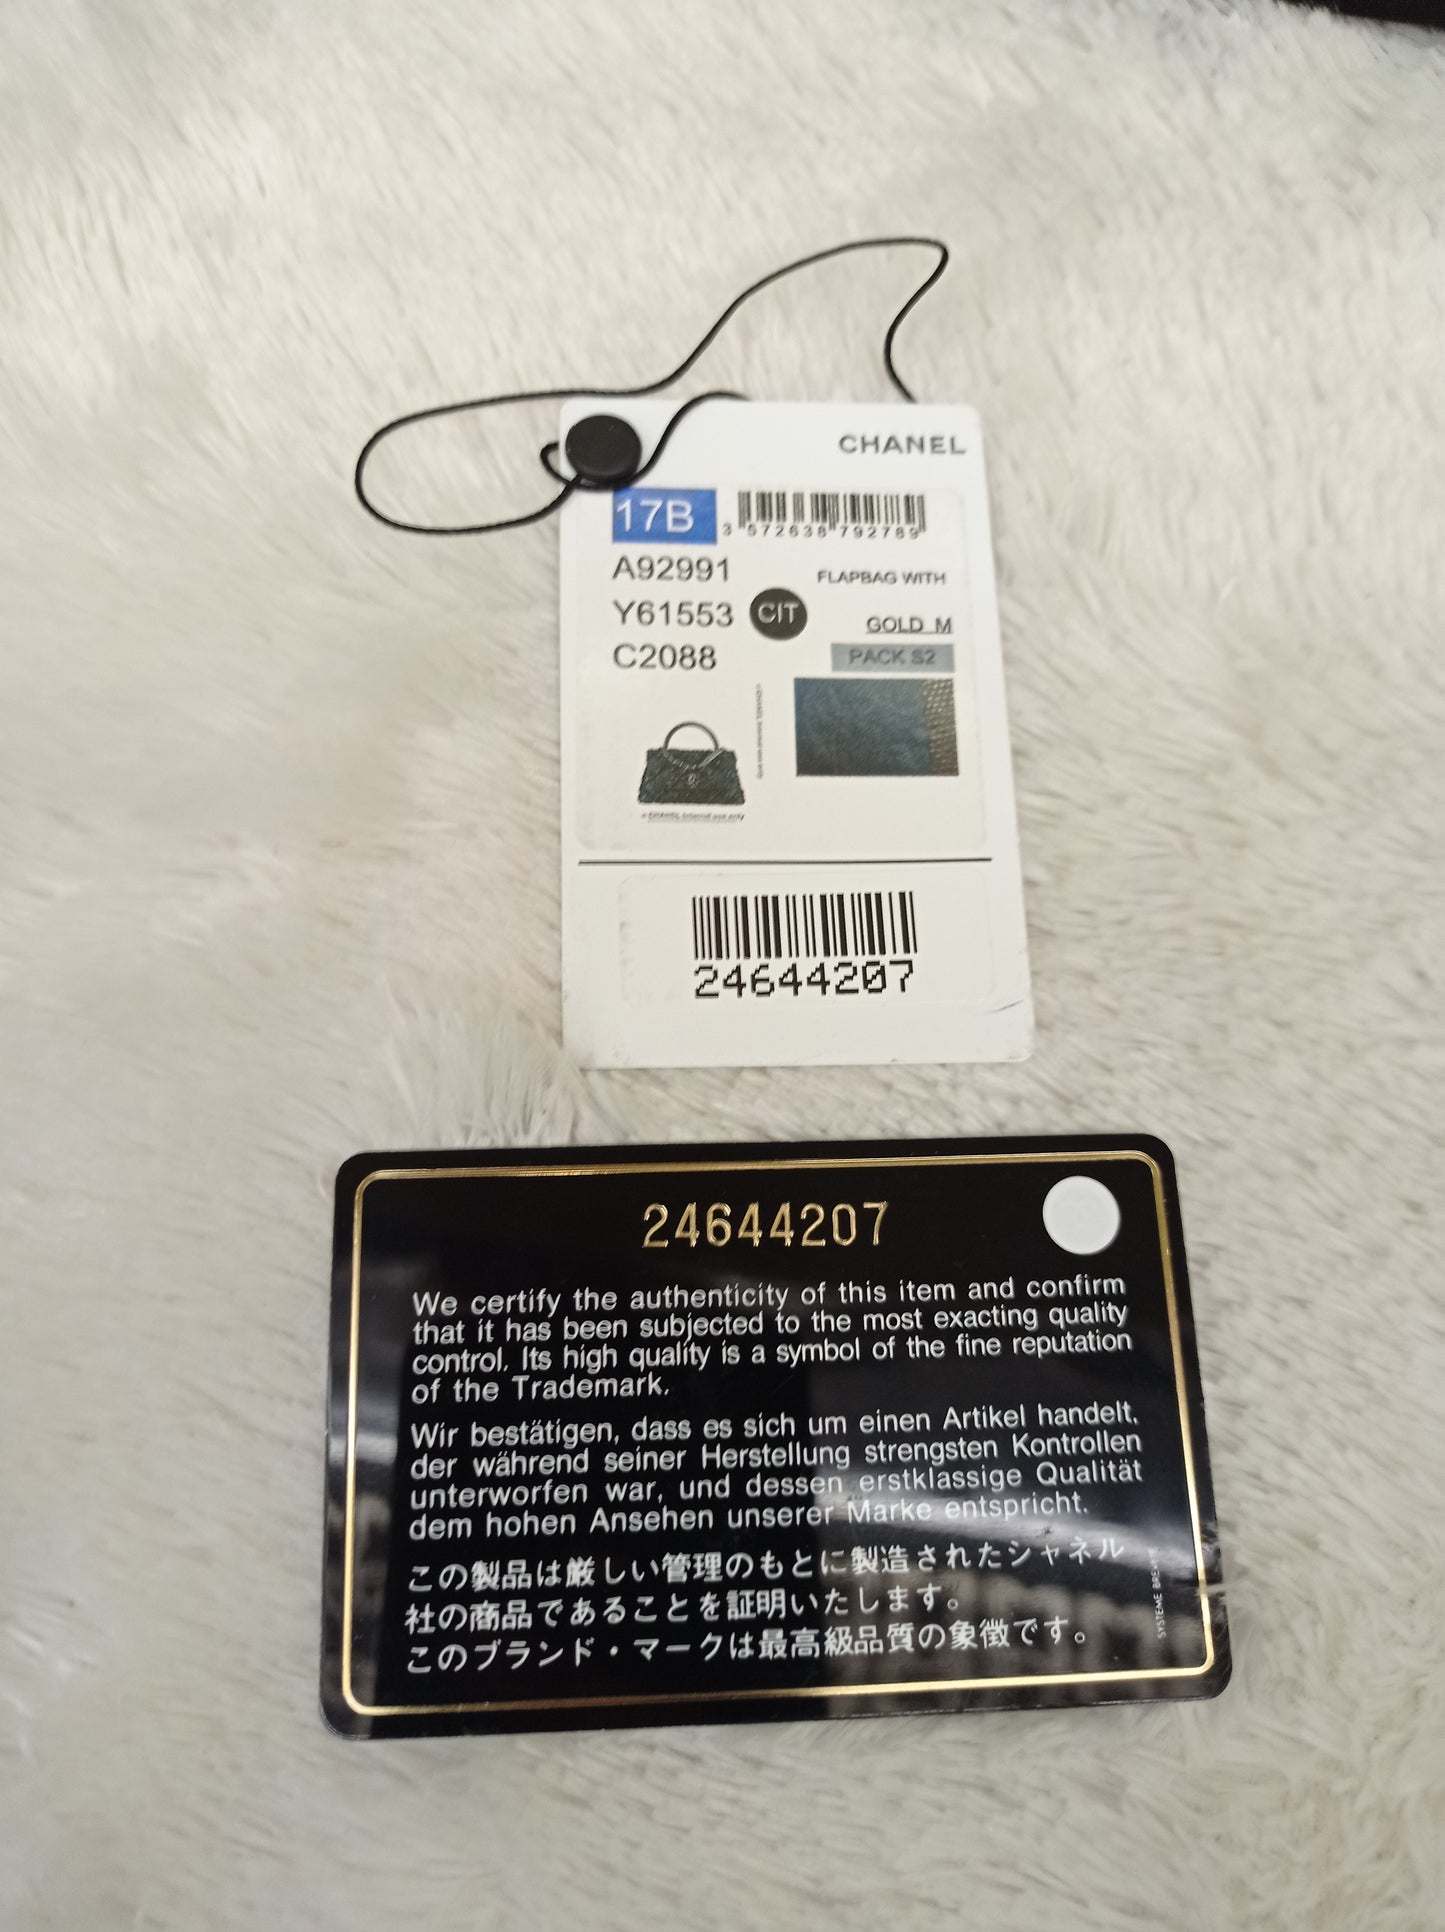 CHANEL
17B
3 572638 792789
A92991
FLAPBAG WITH
Y61553
CIT
GOLD M
C2088
PACK S2
© CHANEL internal use only
24644207
24644207
We certify the authenticity of this item and confirm
that it has been subjected to the most exacting quality
control. Its high quality is a symbol of the fine reputation
of the Trademark.
Wir bestätigen, dass es sich um einen Artikel handelt,
der während seiner Herstellung strengsten Kontrollen
unterworfen war, und dessen erstklassige Qualität
dem hohen Ansehen unserer Marke entspricht.
この製品は厳しい管理のもとに製造されたシャネル
社の商品であることを証明いたします。
このブランド・マークは最高級品質の象徴です。
SYSTEME